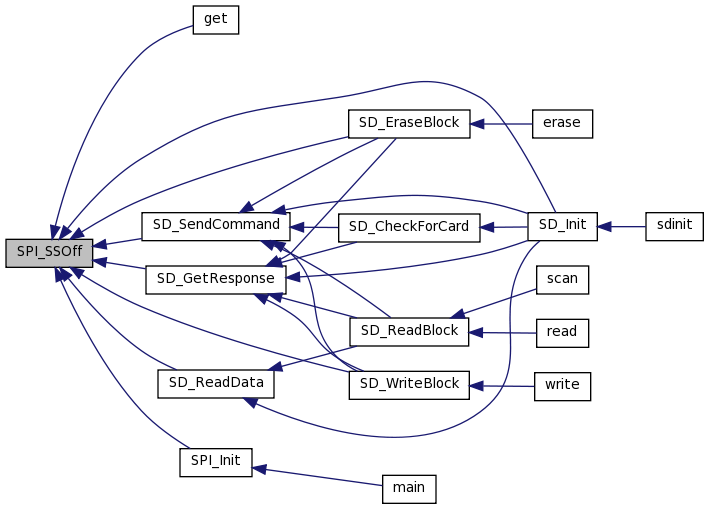 get
SD_EraseBlock
erase
SD_SendCommand
SD_CheckForCard
SD_Init
sdinit
SPI_SSOff
SD_GetResponse
scan
SD_ReadBlock
read
SD_ReadData
SD_WriteBlock
write
SPI_Init
main